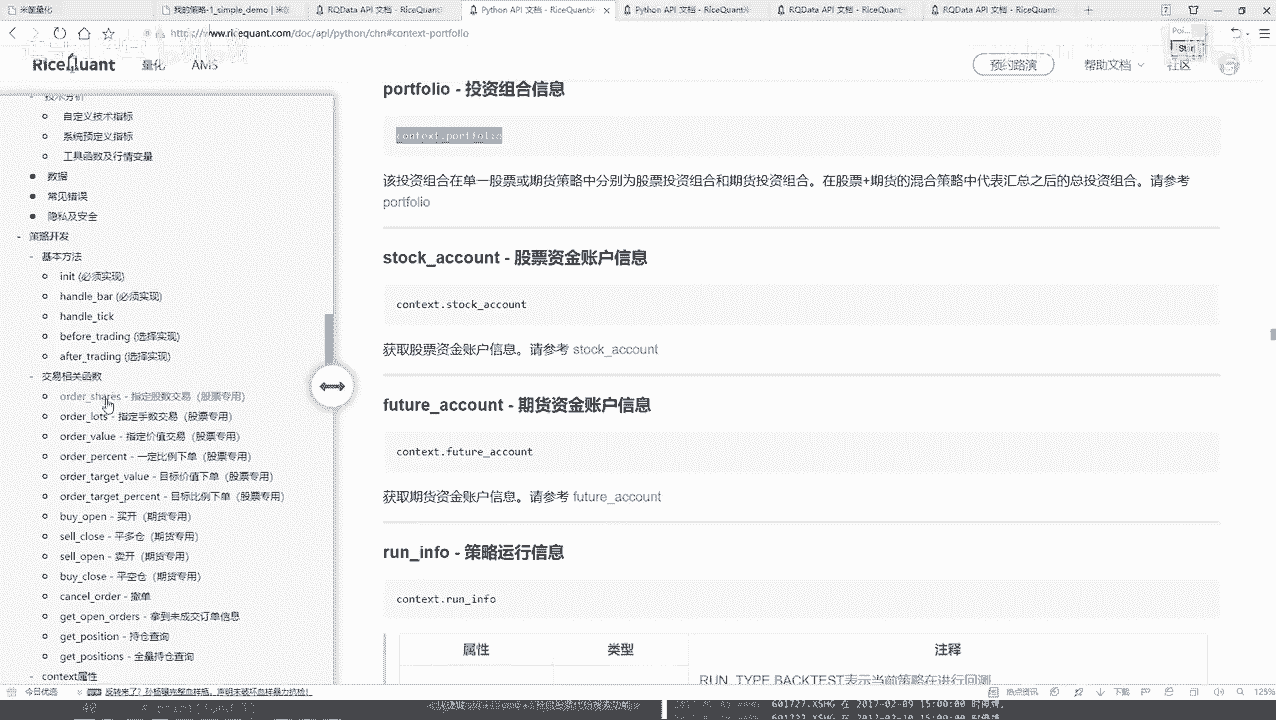 米筐量化
我的策略-1_simple_demo | 米
RQData API 文档 - RiceQuant
Python API 文档 - RiceQuant
Python API 文档 - RiceQuant
RQData API 文档 - RiceQuant
RQData API 文档 - RiceQuant
https://www.ricequant.com/doc/api/python/chn#context-portfolio
RiceQuant
量化
AMS
预约路演
帮助文档
社区
技术分析
自定义技术指标
系统预定义指标
工具函数及行情变量
数据
常见错误
隐私及安全
策略开发
基本方法
init (必须实现)
handle_bar (必须实现)
handle_tick
before_trading (选择实现)
after_trading (选择实现)
交易相关函数
order_shares - 指定股数交易（股票专用）
order_lots - 指定手数交易（股票专用）
order_value - 指定价值交易（股票专用）
order_percent - 一定比例下单（股票专用）
order_target_value - 目标价值下单（股票专用）
order_target_percent - 目标比例下单（股票专用）
buy_open - 买开（期货专用）
sell_close - 平多仓（期货专用）
sell_open - 卖开（期货专用）
buy_close - 平空仓（期货专用）
cancel_order - 撤单
get_open_orders - 拿到未成交订单信息
get_position - 持仓查询
get_positions - 全量持仓查询
context属性
portfolio - 投资组合信息
context.portfolio
该投资组合在单一股票或期货策略中分别为股票投资组合和期货投资组合。在股票+期货的混合策略中代表汇总之后的总投资组合。请参考
portfolio
stock_account - 股票资金账户信息
context.stock_account
获取股票资金账户信息。请参考 stock_account
future_account - 期货资金账户信息
context.future_account
获取期货资金账户信息。请参考 future_account
run_info - 策略运行信息
context.run_info
属性
类型
注释
RUN_TYPE.BACKTEST表示当前策略在进行回测
今日优选
热点资讯
下载
125%
601727.XSHG 在 2017-02-09 15:00:00 时停牌,